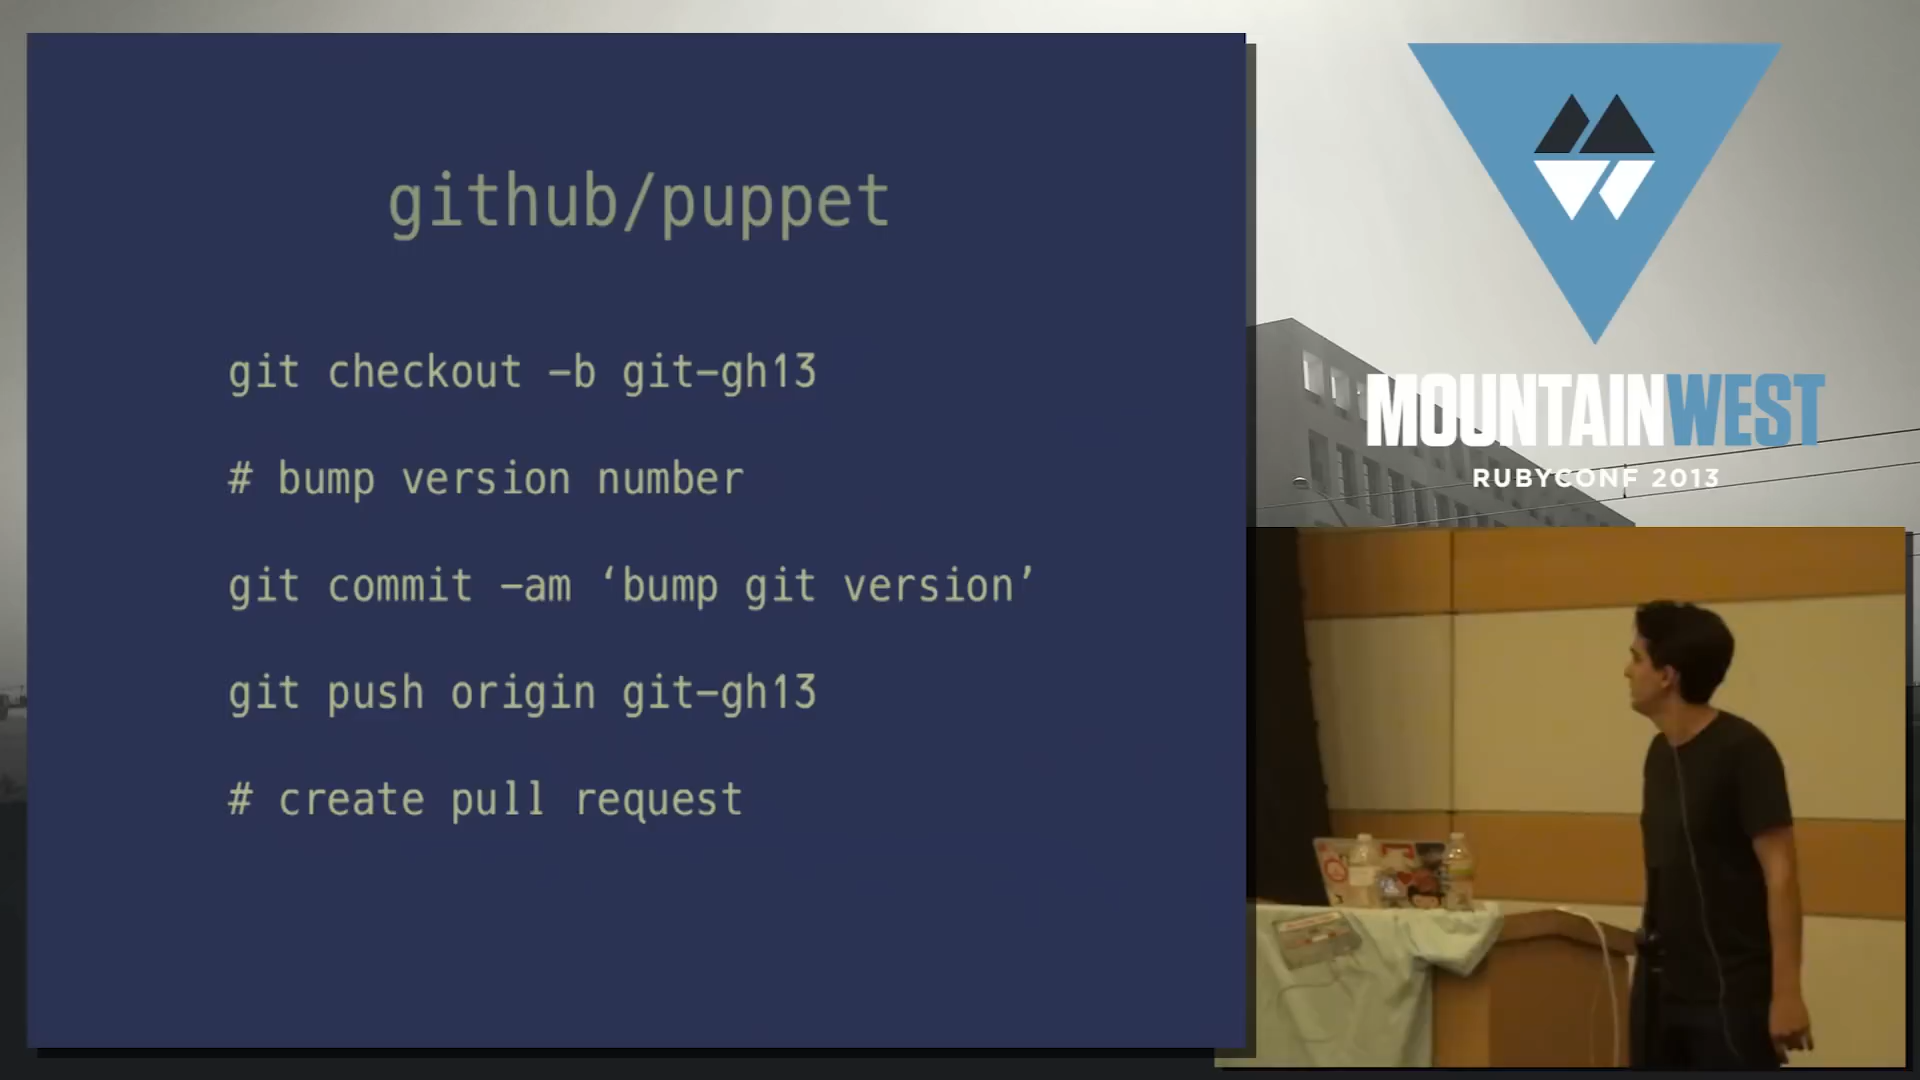 github/puppet
git checkout -b git-gh13
# bump version number
git commit -am ‘bump git version’
git push origin git-gh13
# create pull request
MOUNTAINWEST
RUBYCONF 2013